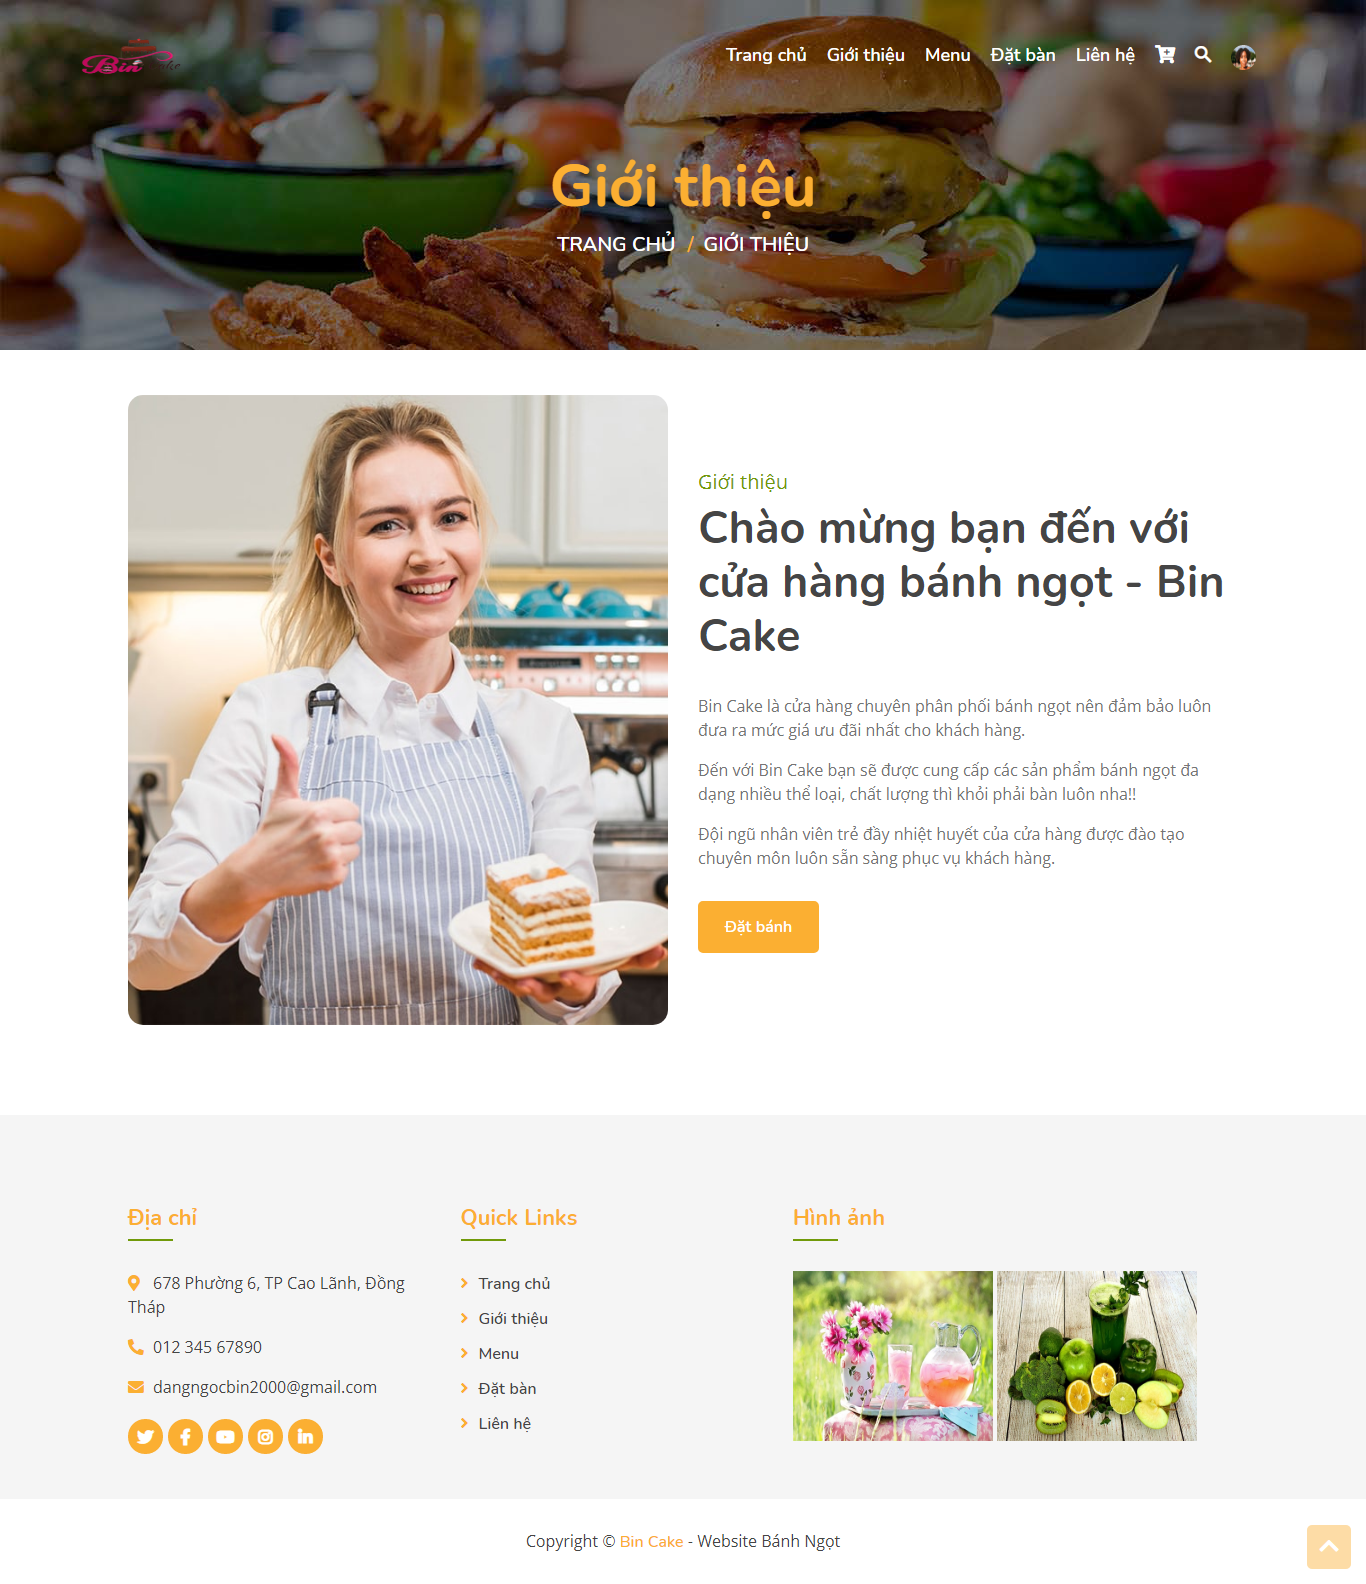 Bin Cake
Trang chủ Giới thiệu Menu Đặt bàn Liên hệ
Giới thiệu
TRANG CHỦ / GIỚI THIỆU
Giới thiệu
Chào mừng bạn đến với
cửa hàng bánh ngọt - Bin
Cake
Bin Cake là cửa hàng chuyên phân phối bánh ngọt nên đảm bảo luôn
đưa ra mức giá ưu đãi nhất cho khách hàng.
Đến với Bin Cake bạn sẽ được cung cấp các sản phẩm bánh ngọt đa
dạng nhiều thể loại, chất lượng thì khỏi phải bàn luôn nha!!
Đội ngũ nhân viên trẻ đầy nhiệt huyết của cửa hàng được đào tạo
chuyên môn luôn sẵn sàng phục vụ khách hàng.
Đặt bánh
Địa chỉ
678 Phường 6, TP Cao Lãnh, Đồng
Tháp
012 345 67890
dangngocbin2000@gmail.com
Quick Links
Trang chủ
Giới thiệu
Menu
Đặt bàn
Liên hệ
Hình ảnh
Copyright © Bin Cake - Website Bánh Ngọt